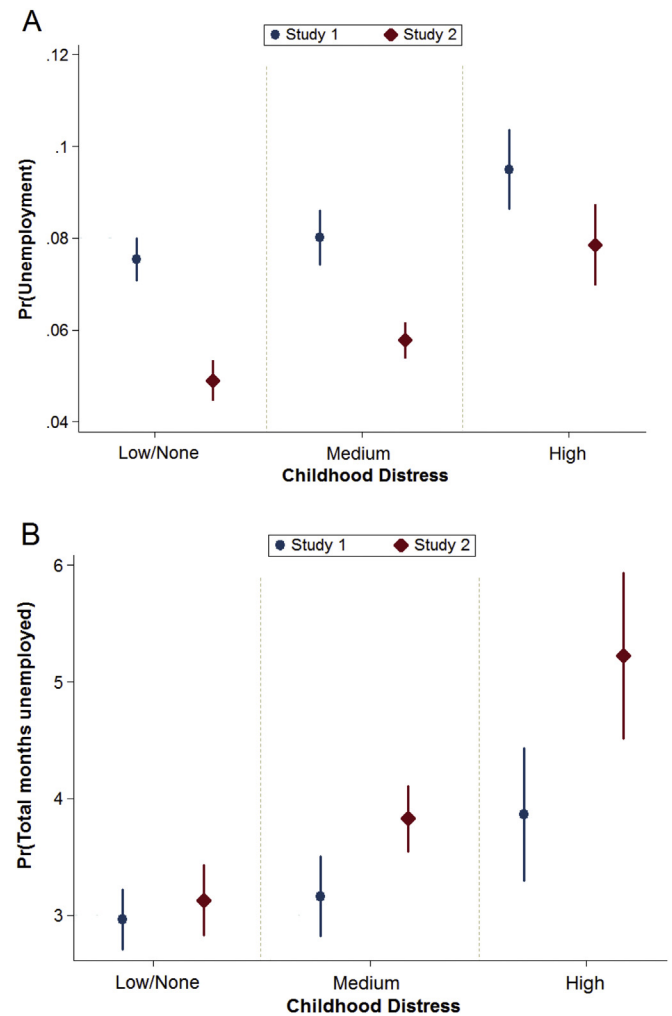 A
Study 1 Study 2
.12
.1
.08
.06
.04
Pr(Unemployment)
Low/None Medium High
Childhood Distress
B
Study 1 Study 2
6
5
4
3
Pr(Total months unemployed)
Low/None Medium High
Childhood Distress